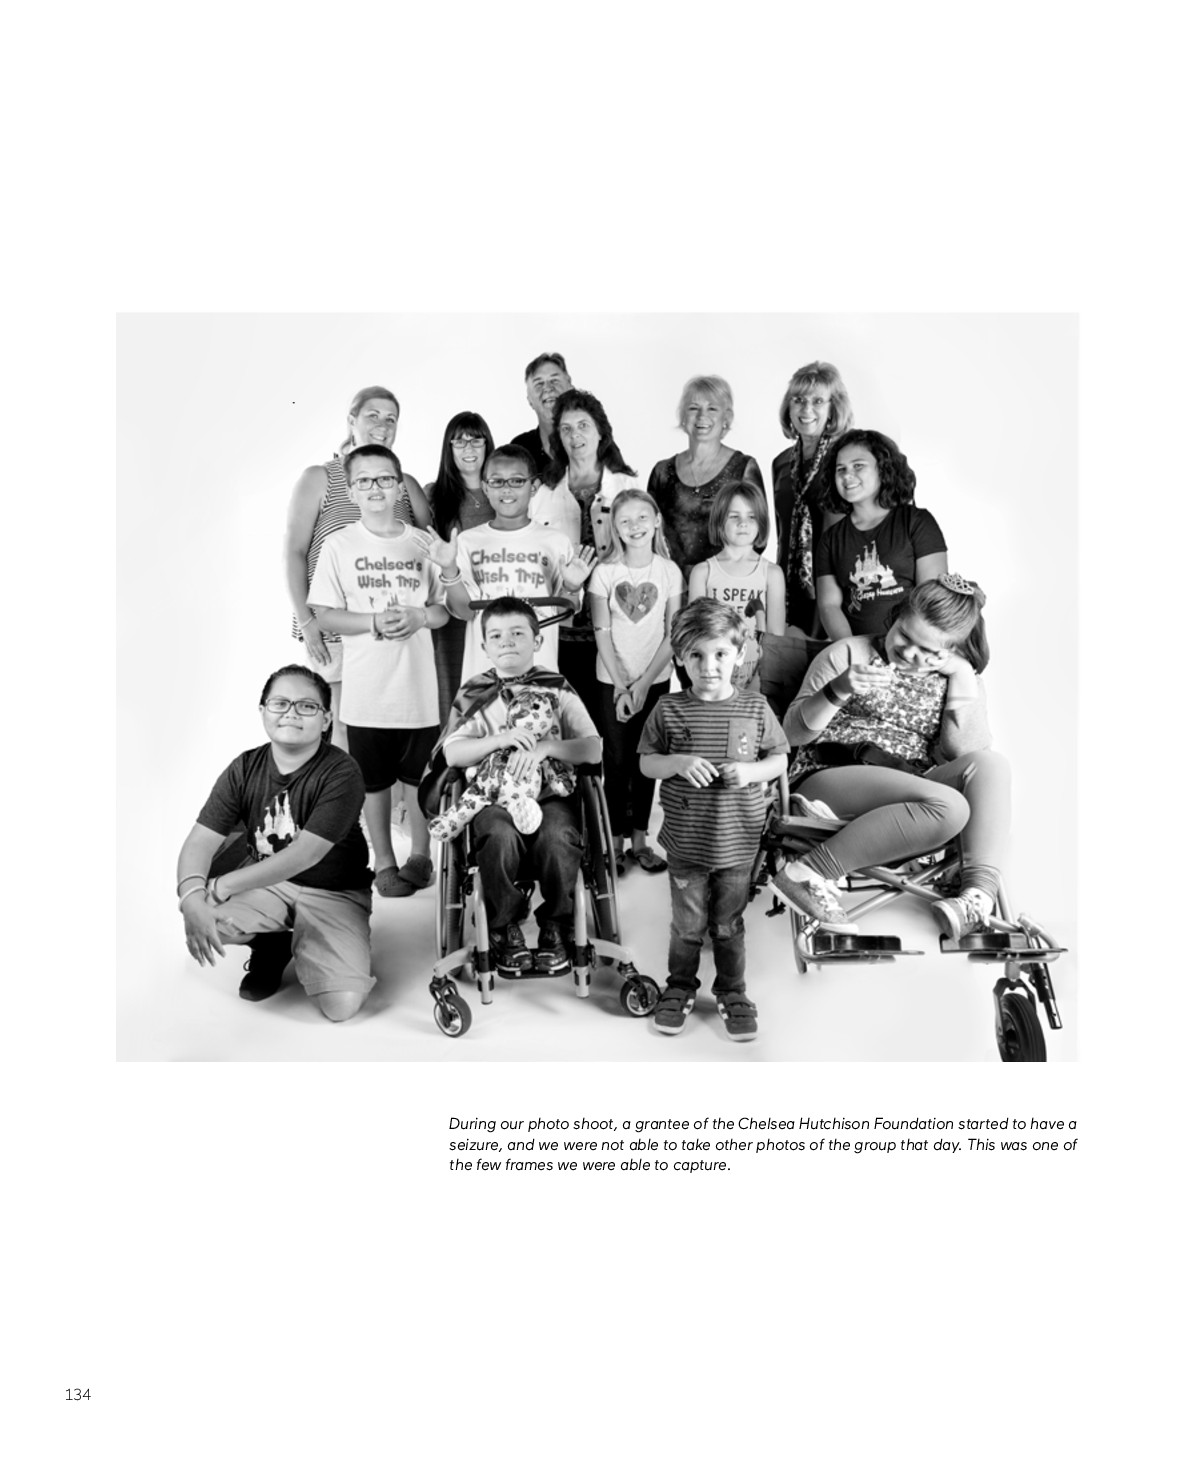 Chelsea's
Wish Trip
Chelsea's
Wish Trip
I SPEAK
During our photo shoot, a grantee of the Chelsea Hutchison Foundation started to have a
seizure, and we were not able to take other photos of the group that day. This was one of
the few frames we were able to capture.
134